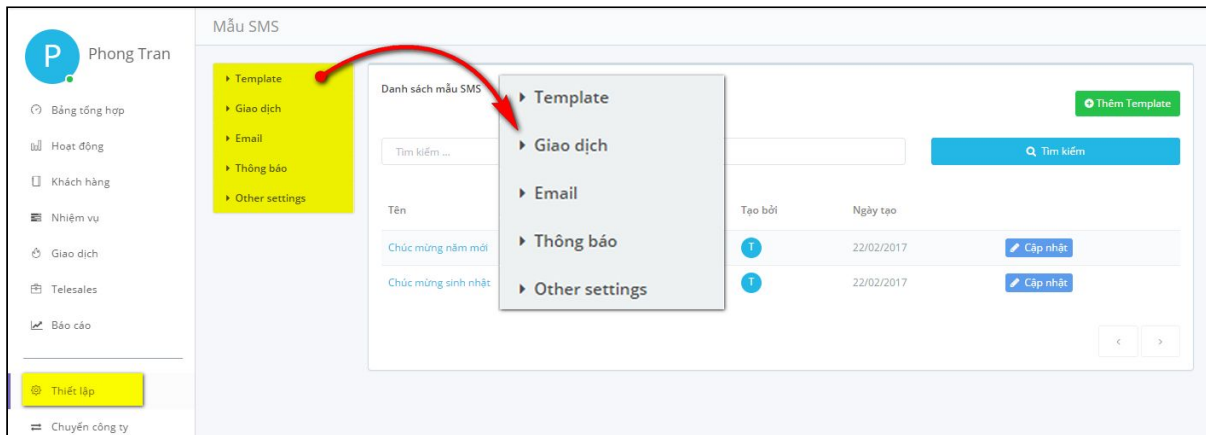 Mẫu SMS
P
Phong Tran
Bảng tổng hợp
Hoạt động
Khách hàng
Nhiệm vụ
Giao dịch
Telesales
Báo cáo
Thiết lập
Chuyển công ty
Template
Giao dịch
Email
Thông báo
Other settings
Danh sách mẫu SMS
Thêm Template
Tìm kiếm ...
Tìm kiếm
Template
Giao dịch
Email
Thông báo
Other settings
Tên
Tạo bởi
Ngày tạo
Chúc mừng năm mới
T
22/02/2017
Cập nhật
Chúc mừng sinh nhật
T
22/02/2017
Cập nhật